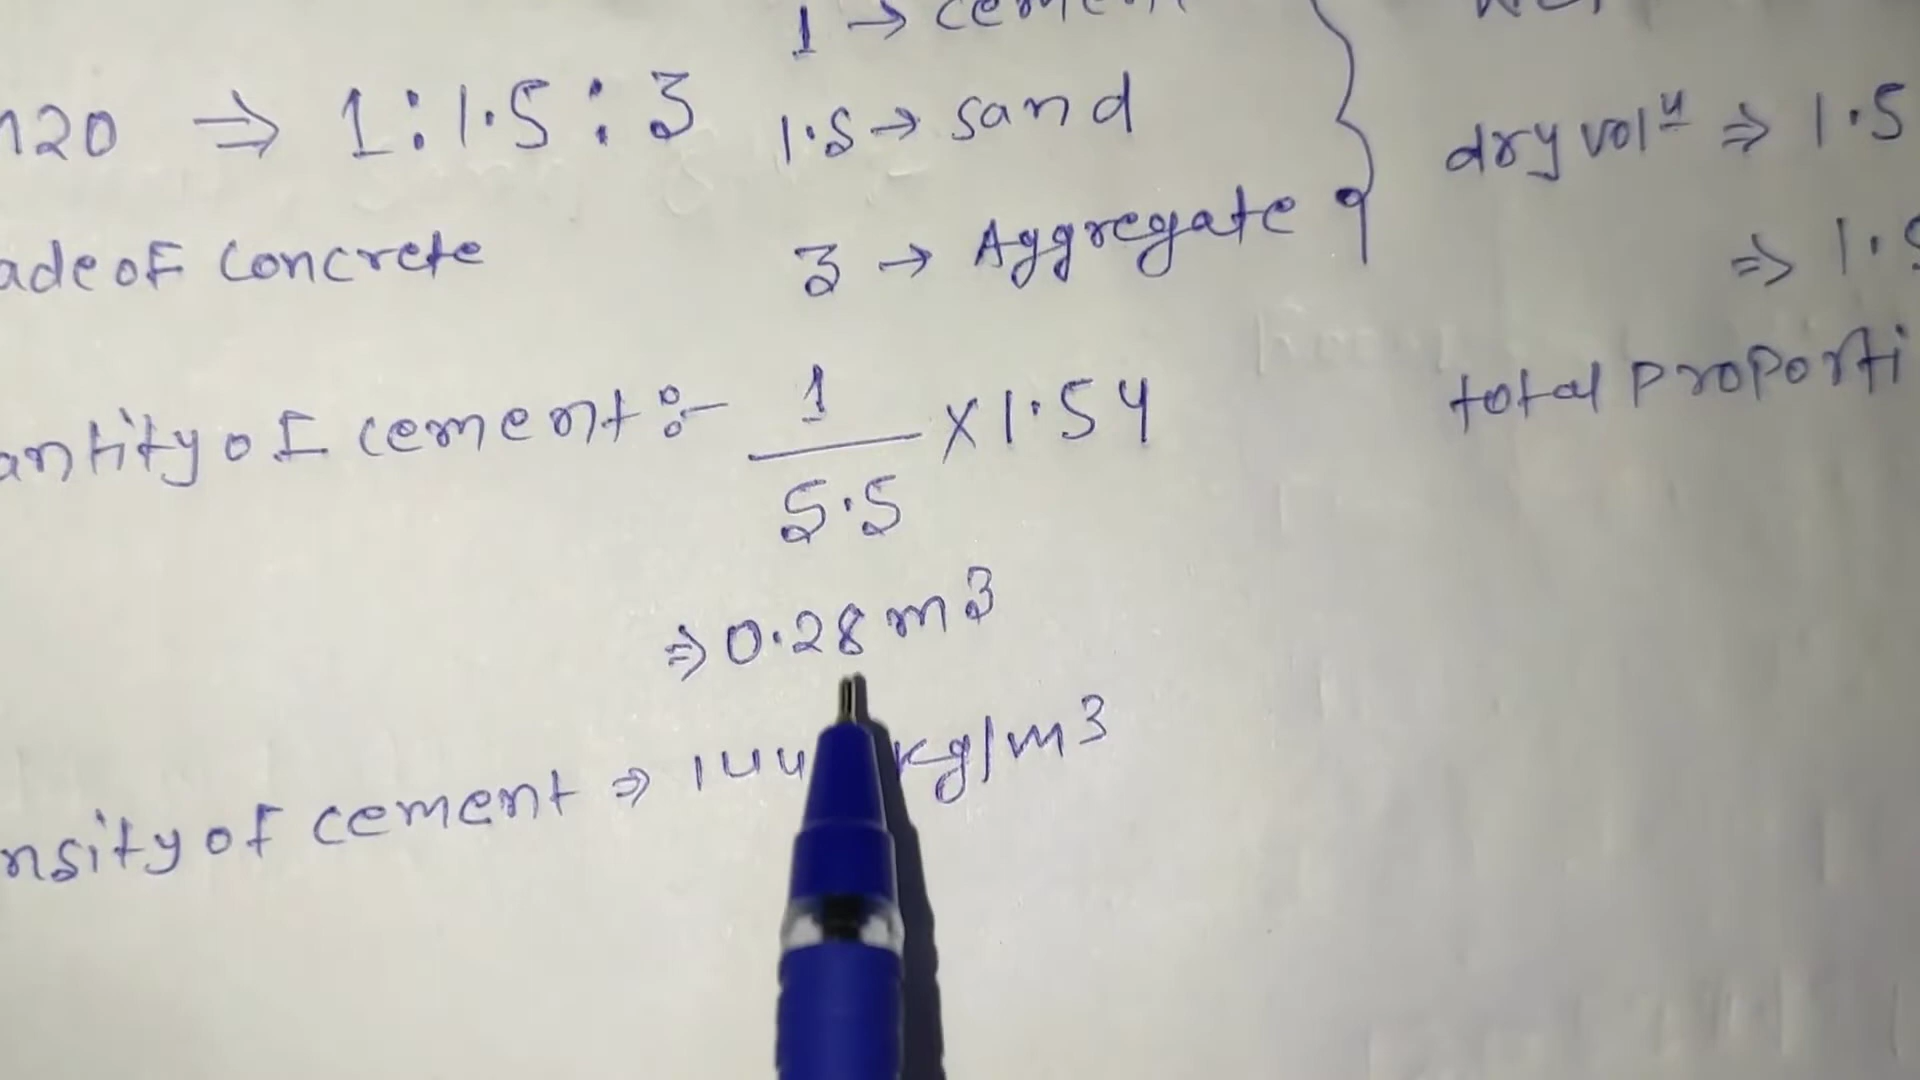 1 → cement
120 ⇒ 1:1.5:3
1.5 → sand
3 → Aggregate
ade of concrete
dry vol ⇒ 1.5
⇒ 1.5
antity of cement :- 1/5.5 × 1.54
total proporti
⇒ 0.28 m3
nsity of cement ⇒ 144 kg/m3